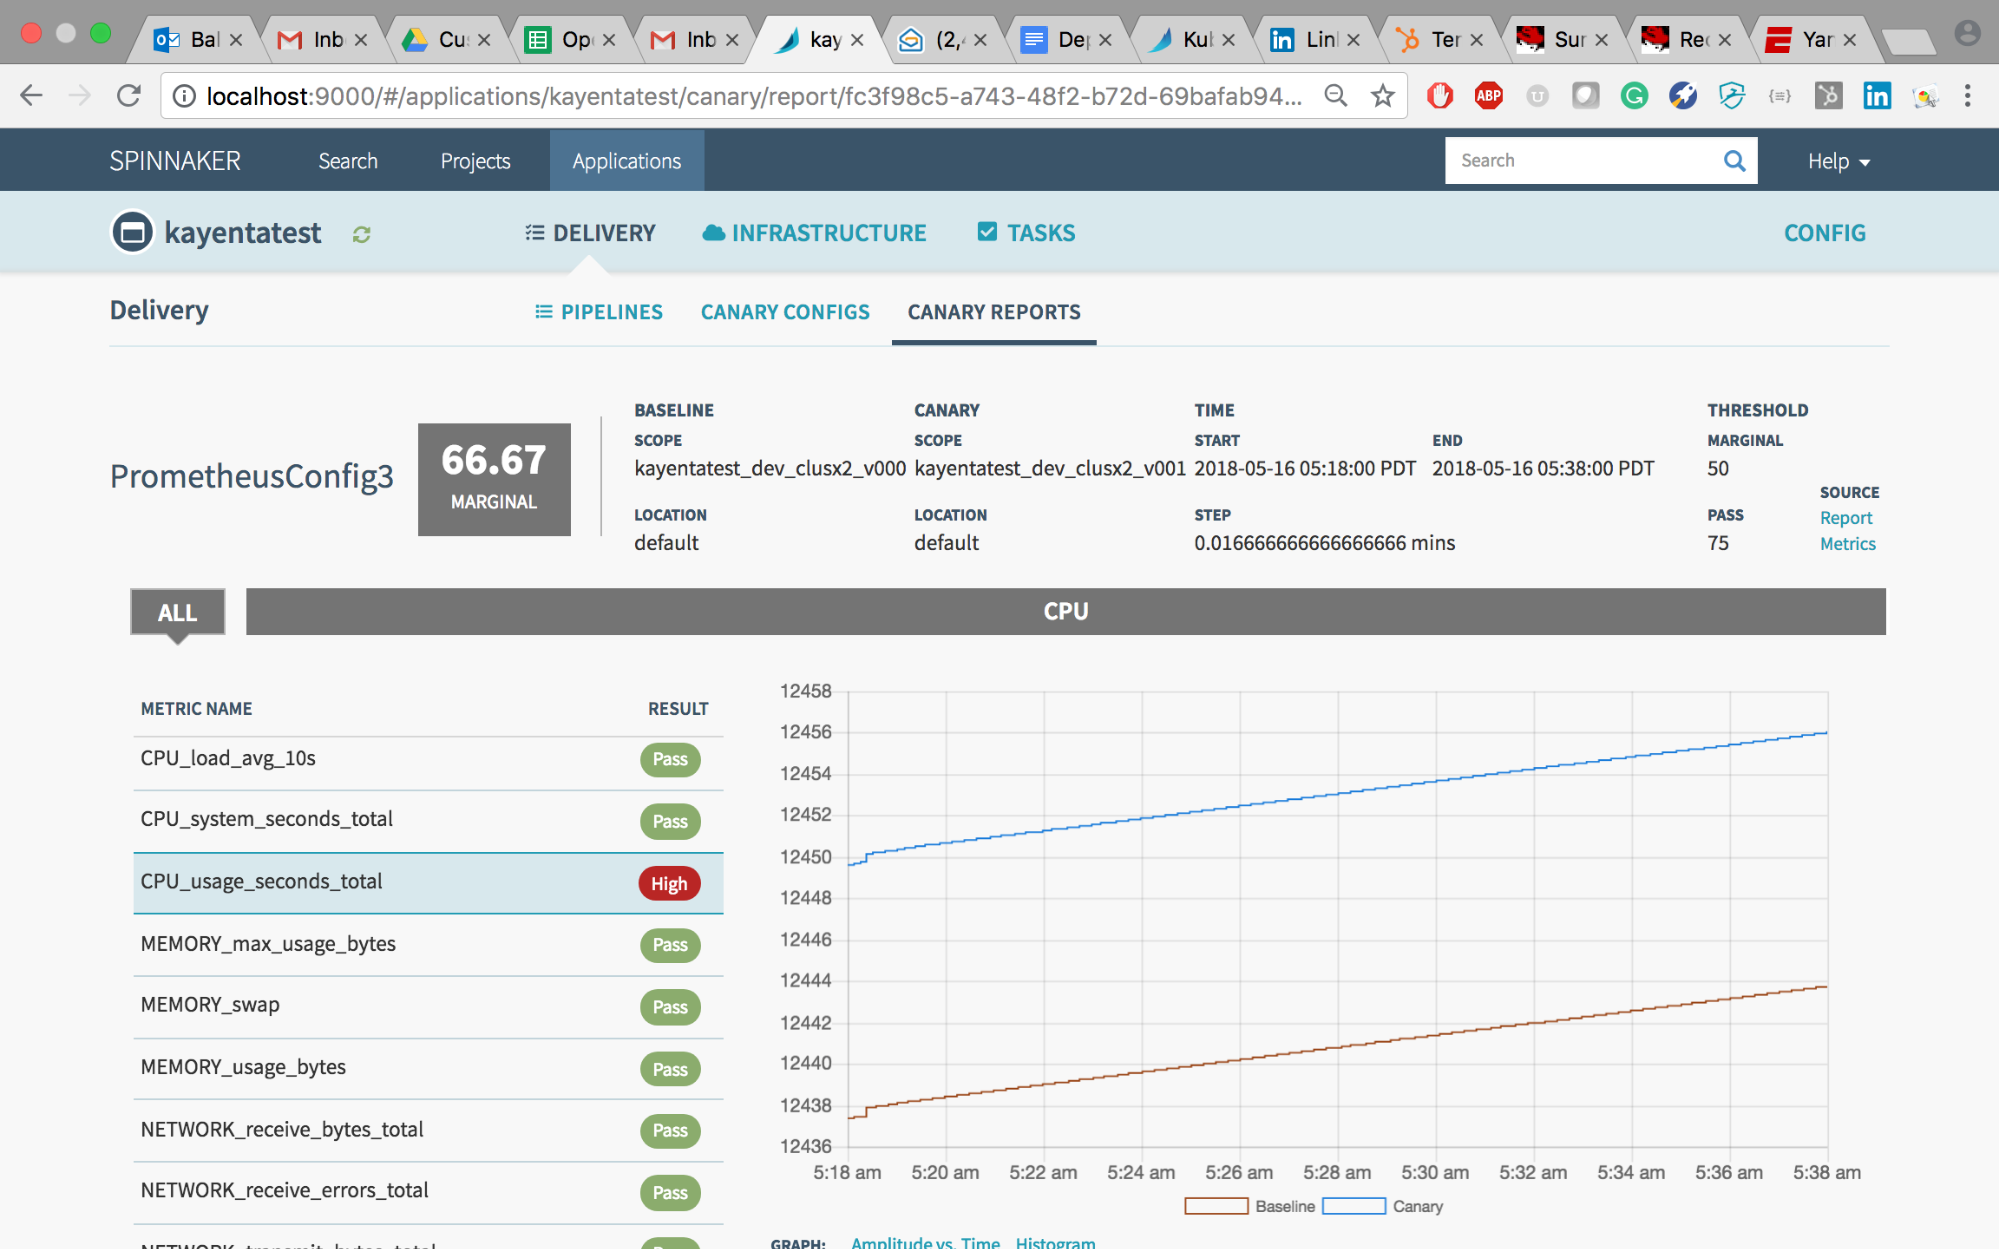 Bal
Inb
Cu
Op
Inb
kay
(2,
De
Ku
Lin
Ter
Sur
Re
Yar
localhost:9000/#/applications/kayentatest/canary/report/fc3f98c5-a743-48f2-b72d-69bafab94...
ABP
SPINNAKER
Search
Projects
Applications
Search
Help
kayentatest
DELIVERY
INFRASTRUCTURE
TASKS
CONFIG
Delivery
PIPELINES
CANARY CONFIGS
CANARY REPORTS
PrometheusConfig3
66.67
MARGINAL
BASELINE
SCOPE
kayentatest_dev_clusx2_v000
LOCATION
default
CANARY
SCOPE
kayentatest_dev_clusx2_v001
LOCATION
default
TIME
START
2018-05-16 05:18:00 PDT
END
2018-05-16 05:38:00 PDT
STEP
0.016666666666666666 mins
THRESHOLD
MARGINAL
50
PASS
75
SOURCE
Report
Metrics
ALL
CPU
METRIC NAME RESULT
CPU_load_avg_10s Pass
CPU_system_seconds_total Pass
CPU_usage_seconds_total High
MEMORY_max_usage_bytes Pass
MEMORY_swap Pass
MEMORY_usage_bytes Pass
NETWORK_receive_bytes_total Pass
NETWORK_receive_errors_total Pass
12458
12456
12454
12452
12450
12448
12446
12444
12442
12440
12438
12436
5:18 am 5:20 am 5:22 am 5:24 am 5:26 am 5:28 am 5:30 am 5:32 am 5:34 am 5:36 am 5:38 am
Baseline Canary
GRAPH: Amplitude vs. Time Histogram